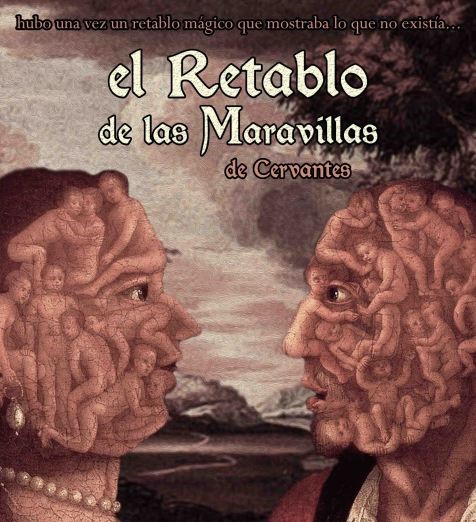 hubo una vez un retablo mágico que mostraba lo que no existía...
el Retablo
de las Maravillas
de Cervantes